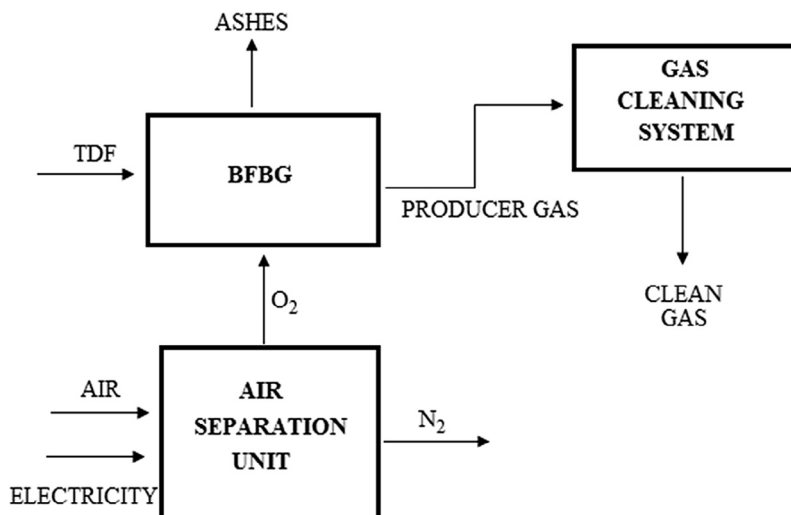 ASHES
GAS
CLEANING
SYSTEM
TDF
BFBG
PRODUCER GAS
O₂
CLEAN
GAS
AIR
AIR
SEPARATION
UNIT
N₂
ELECTRICITY